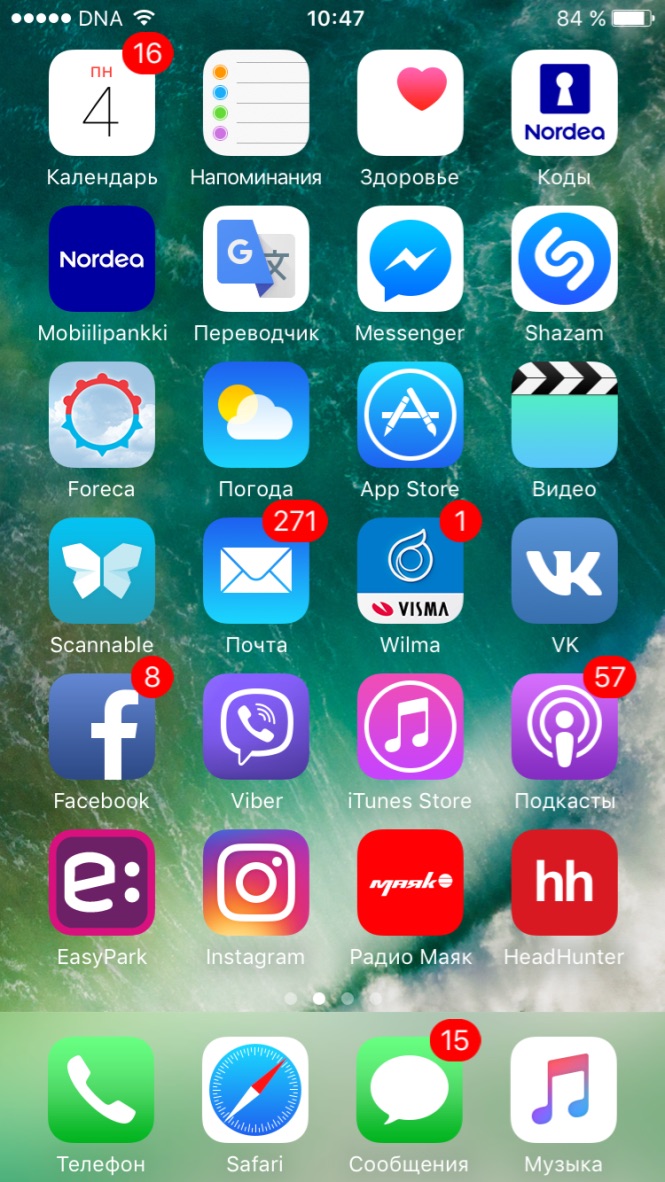 DNA 10:47 84 %
16
ПН
4
Nordea
Календарь Напоминания Здоровье Коды
Nordea G 文
Mobiilipankki Переводчик Messenger Shazam
Foreca Погода App Store Видео
271 1
VISMA VK
Scannable Почта Wilma VK
8 57
f
Facebook Viber iTunes Store Подкасты
e: маяк hh
EasyPark Instagram Радио Маяк HeadHunter
15
Телефон Safari Сообщения Музыка